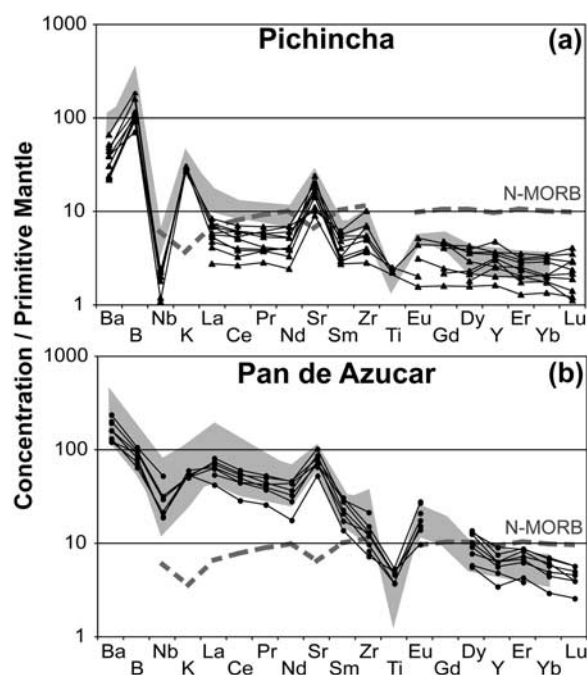 Concentration / Primitive Mantle
1000
Pichincha (a)
100
10
N-MORB
1
Ba Nb La Pr Sr Zr Eu Dy Er Lu
B K Ce Nd Sm Ti Gd Y Yb
1000
Pan de Azucar (b)
100
10
N-MORB
1
Ba Nb La Pr Sr Zr Eu Dy Er Lu
B K Ce Nd Sm Ti Gd Y Yb